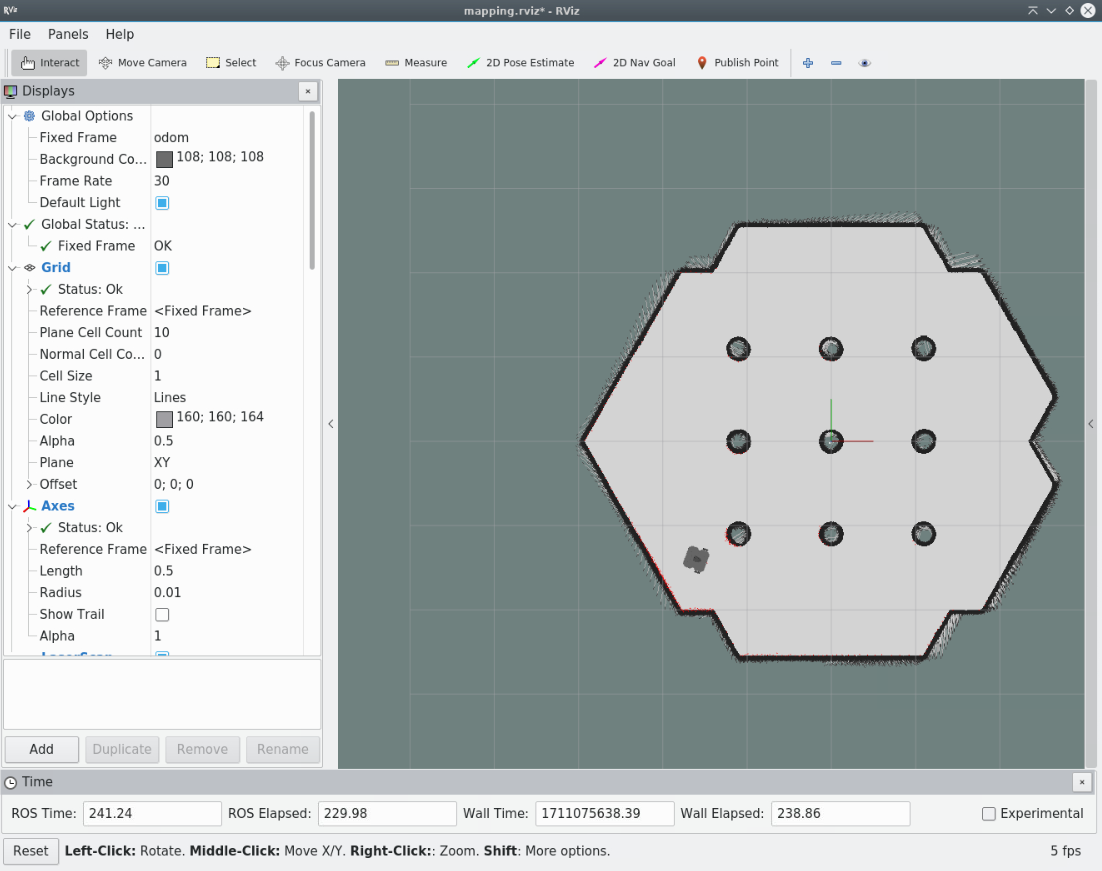 RViz
mapping.rviz* - RViz
File Panels Help
Interact Move Camera Select Focus Camera Measure 2D Pose Estimate 2D Nav Goal Publish Point
Displays
Global Options
Fixed Frame odom
Background Co... 108; 108; 108
Frame Rate 30
Default Light
Global Status: ...
Fixed Frame OK
Grid
Status: Ok
Reference Frame <Fixed Frame>
Plane Cell Count 10
Normal Cell Co... 0
Cell Size 1
Line Style Lines
Color 160; 160; 164
Alpha 0.5
Plane XY
Offset 0; 0; 0
Axes
Status: Ok
Reference Frame <Fixed Frame>
Length 0.5
Radius 0.01
Show Trail
Alpha 1
LaserScan
Add Duplicate Remove Rename
Time
ROS Time: 241.24 ROS Elapsed: 229.98 Wall Time: 1711075638.39 Wall Elapsed: 238.86 Experimental
Reset Left-Click: Rotate. Middle-Click: Move X/Y. Right-Click:: Zoom. Shift: More options. 5 fps